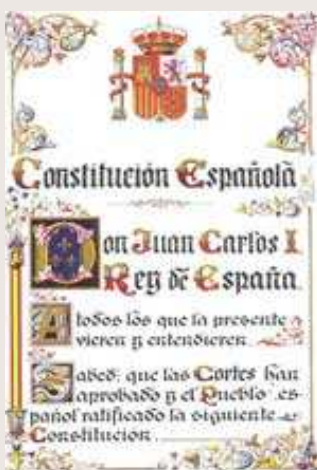 Constitución Española
Don Juan Carlos I
Rey de España
A todos los que la presente
vieren y entendieren
Sabed: que las Cortes han
aprobado y el Pueblo es
pañol ratificado la siguiente
Constitución